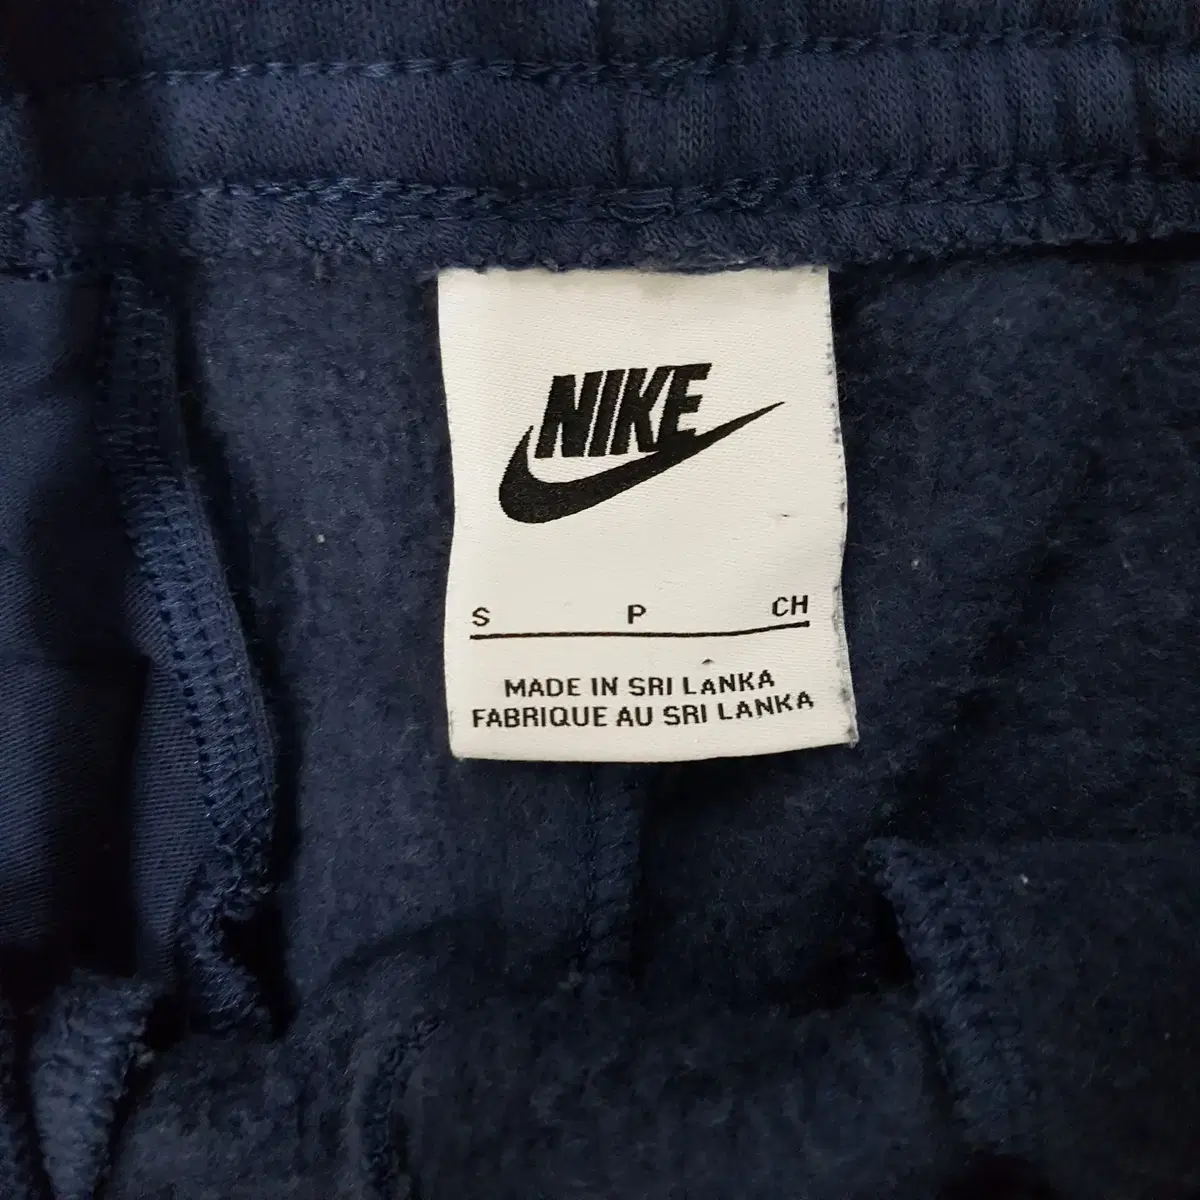 NIKE
S P CH
MADE IN SRI LANKA
FABRIQUE AU SRI LANKA